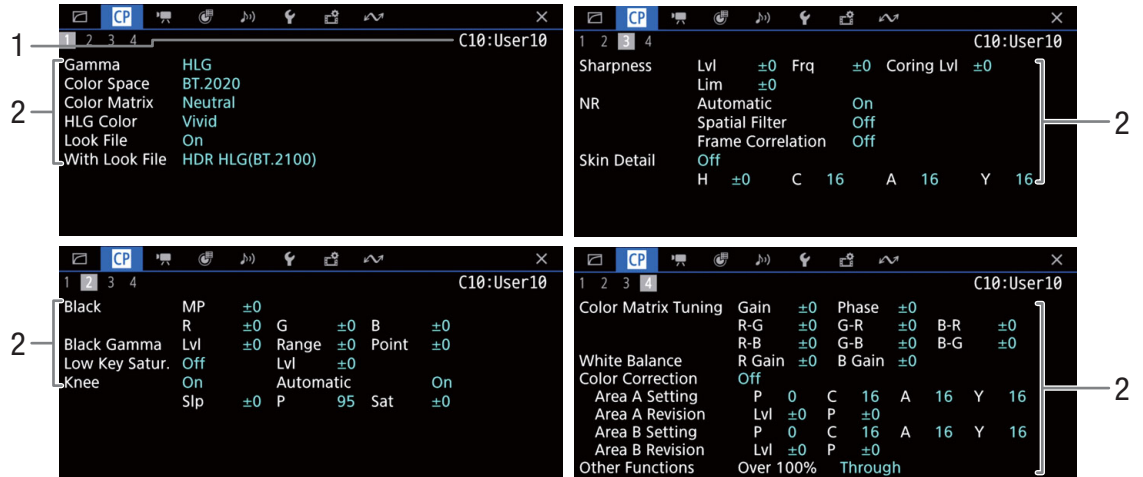 CP ×
1 2 3 4 C10:User10
Gamma HLG
Color Space BT.2020
Color Matrix Neutral
HLG Color Vivid
Look File On
With Look File HDR HLG(BT.2100)
1
2
CP ×
1 2 3 4 C10:User10
Sharpness Lvl ±0 Frq ±0 Coring Lvl ±0
Lim ±0
NR Automatic On
Spatial Filter Off
Frame Correlation Off
Skin Detail Off
H ±0 C 16 A 16 Y 16
2
CP ×
1 2 3 4 C10:User10
Black MP ±0
R ±0 G ±0 B ±0
Black Gamma Lvl ±0 Range ±0 Point ±0
Low Key Satur. Off Lvl ±0
Knee On Automatic On
Slp ±0 P 95 Sat ±0
2
CP ×
1 2 3 4 C10:User10
Color Matrix Tuning Gain ±0 Phase ±0
R-G ±0 G-R ±0 B-R ±0
R-B ±0 G-B ±0 B-G ±0
White Balance R Gain ±0 B Gain ±0
Color Correction Off
Area A Setting P 0 C 16 A 16 Y 16
Area A Revision Lvl ±0 P ±0
Area B Setting P 0 C 16 A 16 Y 16
Area B Revision Lvl ±0 P ±0
Other Functions Over 100% Through
2